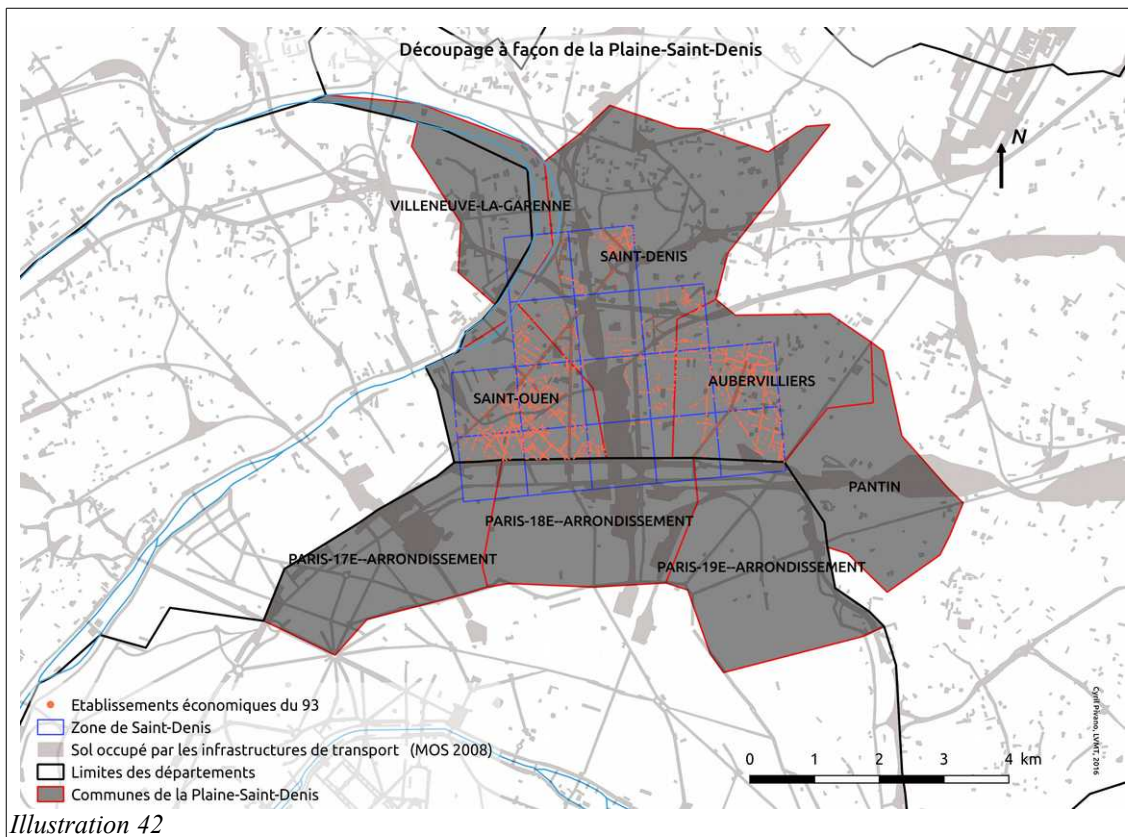 Découpage à façon de la Plaine-Saint-Denis
N
VILLENEUVE-LA-GARENNE
SAINT-DENIS
SAINT-OUEN
AUBERVILLIERS
PANTIN
PARIS-18E--ARRONDISSEMENT
PARIS-17E--ARRONDISSEMENT
PARIS-19E--ARRONDISSEMENT
Etablissements économiques du 93
Zone de Saint-Denis
Sol occupé par les infrastructures de transport (MOS 2008)
Limites des départements
Communes de la Plaine-Saint-Denis
0 1 2 3 4 km
Cyril Pivano, LVMT, 2016
Illustration 42